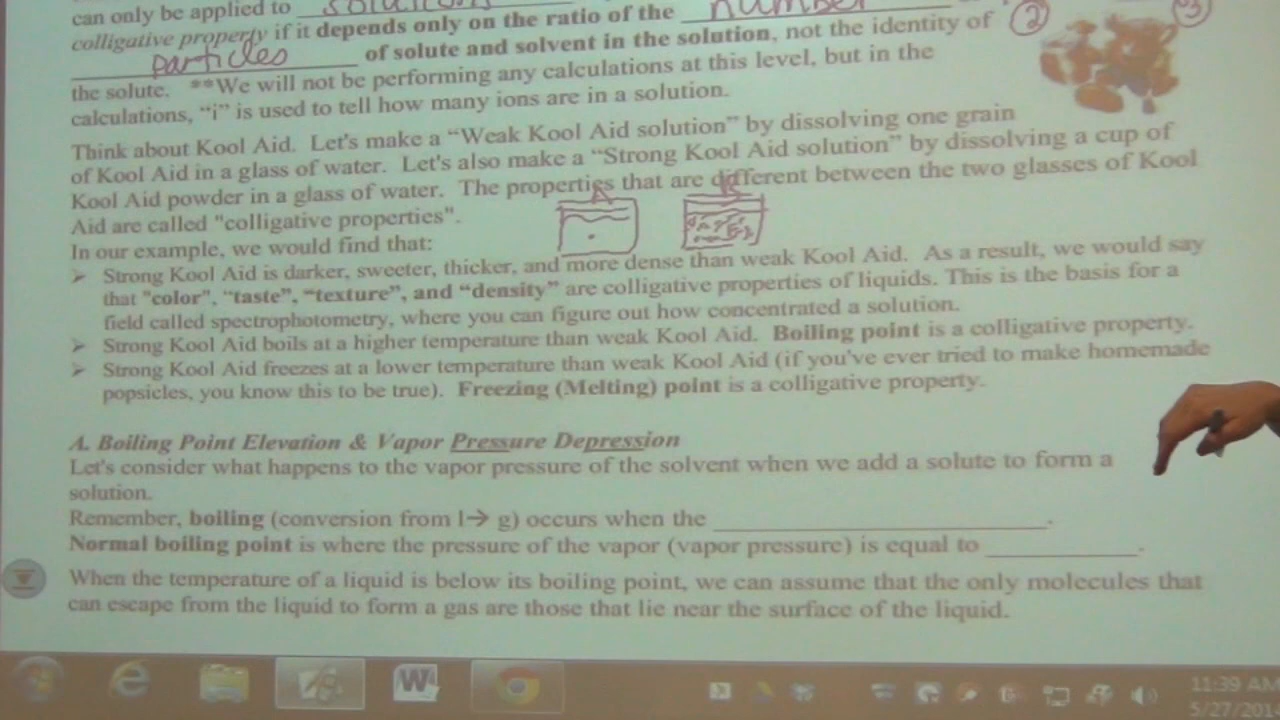 can only be applied to solutions
colligative property if it depends only on the ratio of the number
particles of solute and solvent in the solution, not the identity of
the solute. **We will not be performing any calculations at this level, but in the
calculations, “i” is used to tell how many ions are in a solution.
2
3
Think about Kool Aid. Let's make a “Weak Kool Aid solution” by dissolving one grain
of Kool Aid in a glass of water. Let's also make a “Strong Kool Aid solution” by dissolving a cup of
Kool Aid powder in a glass of water. The properties that are different between the two glasses of Kool
Aid are called "colligative properties".
A B
In our example, we would find that:
➢ Strong Kool Aid is darker, sweeter, thicker, and more dense than weak Kool Aid. As a result, we would say
that "color", “taste”, “texture”, and “density” are colligative properties of liquids. This is the basis for a
field called spectrophotometry, where you can figure out how concentrated a solution.
➢ Strong Kool Aid boils at a higher temperature than weak Kool Aid. Boiling point is a colligative property.
➢ Strong Kool Aid freezes at a lower temperature than weak Kool Aid (if you've ever tried to make homemade
popsicles, you know this to be true). Freezing (Melting) point is a colligative property.
A. Boiling Point Elevation & Vapor Pressure Depression
Let's consider what happens to the vapor pressure of the solvent when we add a solute to form a
solution.
Remember, boiling (conversion from l→ g) occurs when the ____________________.
Normal boiling point is where the pressure of the vapor (vapor pressure) is equal to __________.
When the temperature of a liquid is below its boiling point, we can assume that the only molecules that
can escape from the liquid to form a gas are those that lie near the surface of the liquid.
W
11:39 AM
5/27/201